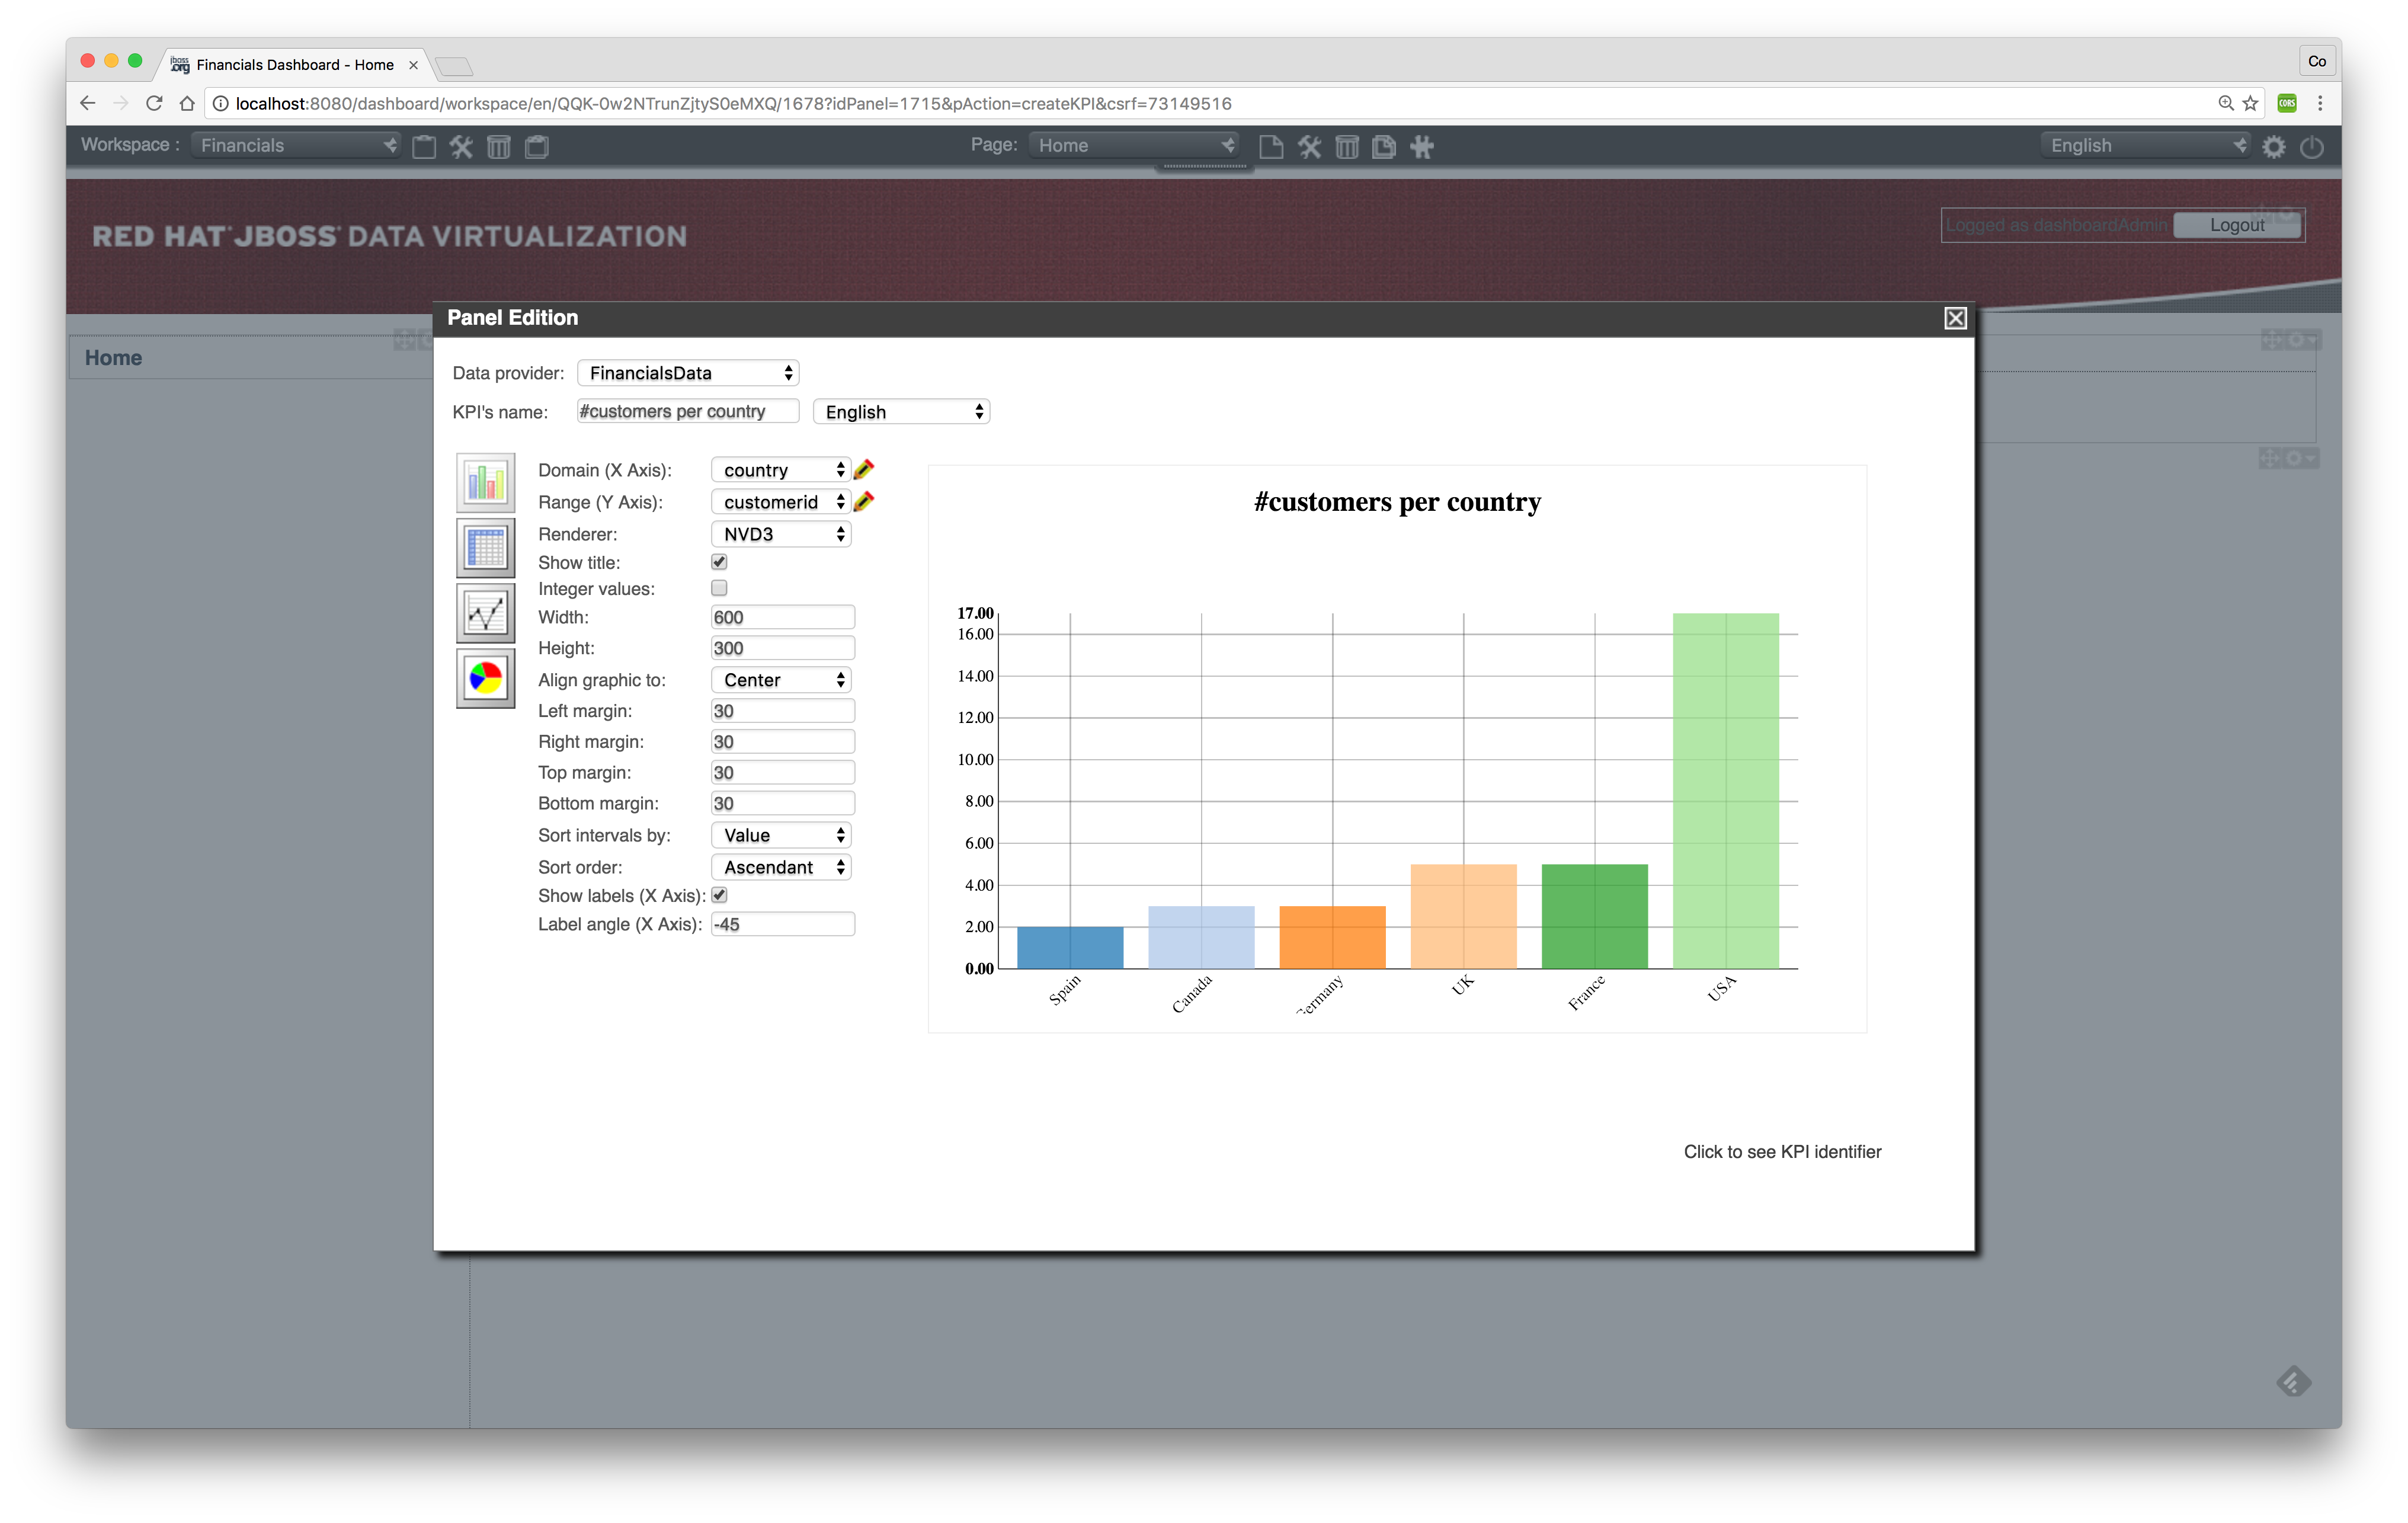 jboss.org Financials Dashboard - Home
Co
localhost:8080/dashboard/workspace/en/QQK-0w2NTrunZjtyS0eMXQ/1678?idPanel=1715&pAction=createKPI&csrf=73149516
CORS
Workspace : Financials Page: Home English
RED HAT JBOSS DATA VIRTUALIZATION
Logged as dashboardAdmin Logout
Home
Panel Edition
Data provider: FinancialsData
KPI's name: #customers per country English
Domain (X Axis): country
Range (Y Axis): customerid
Renderer: NVD3
Show title:
Integer values:
Width: 600
Height: 300
Align graphic to: Center
Left margin: 30
Right margin: 30
Top margin: 30
Bottom margin: 30
Sort intervals by: Value
Sort order: Ascendant
Show labels (X Axis):
Label angle (X Axis): -45
#customers per country
17.00
16.00
14.00
12.00
10.00
8.00
6.00
4.00
2.00
0.00
Spain Canada Germany UK France USA
Click to see KPI identifier